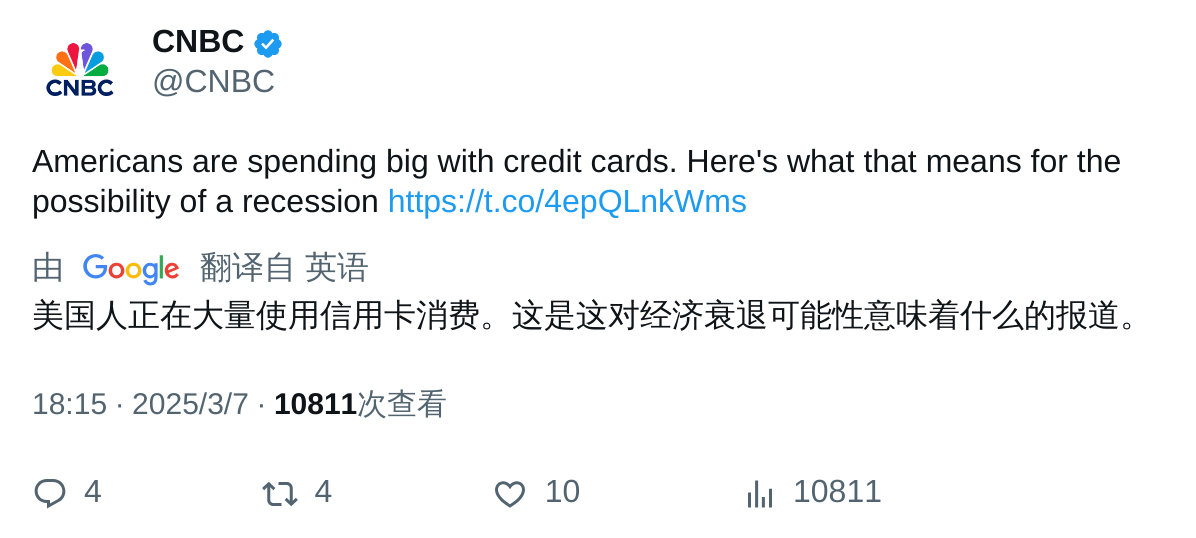 CNBC
CNBC
@CNBC
Americans are spending big with credit cards. Here's what that means for the
possibility of a recession https://t.co/4epQLnkWms
由 Google 翻译自 英语
美国人正在大量使用信用卡消费。这是这对经济衰退可能性意味着什么的报道。
18:15 · 2025/3/7 · 10811次查看
4 4 10 10811